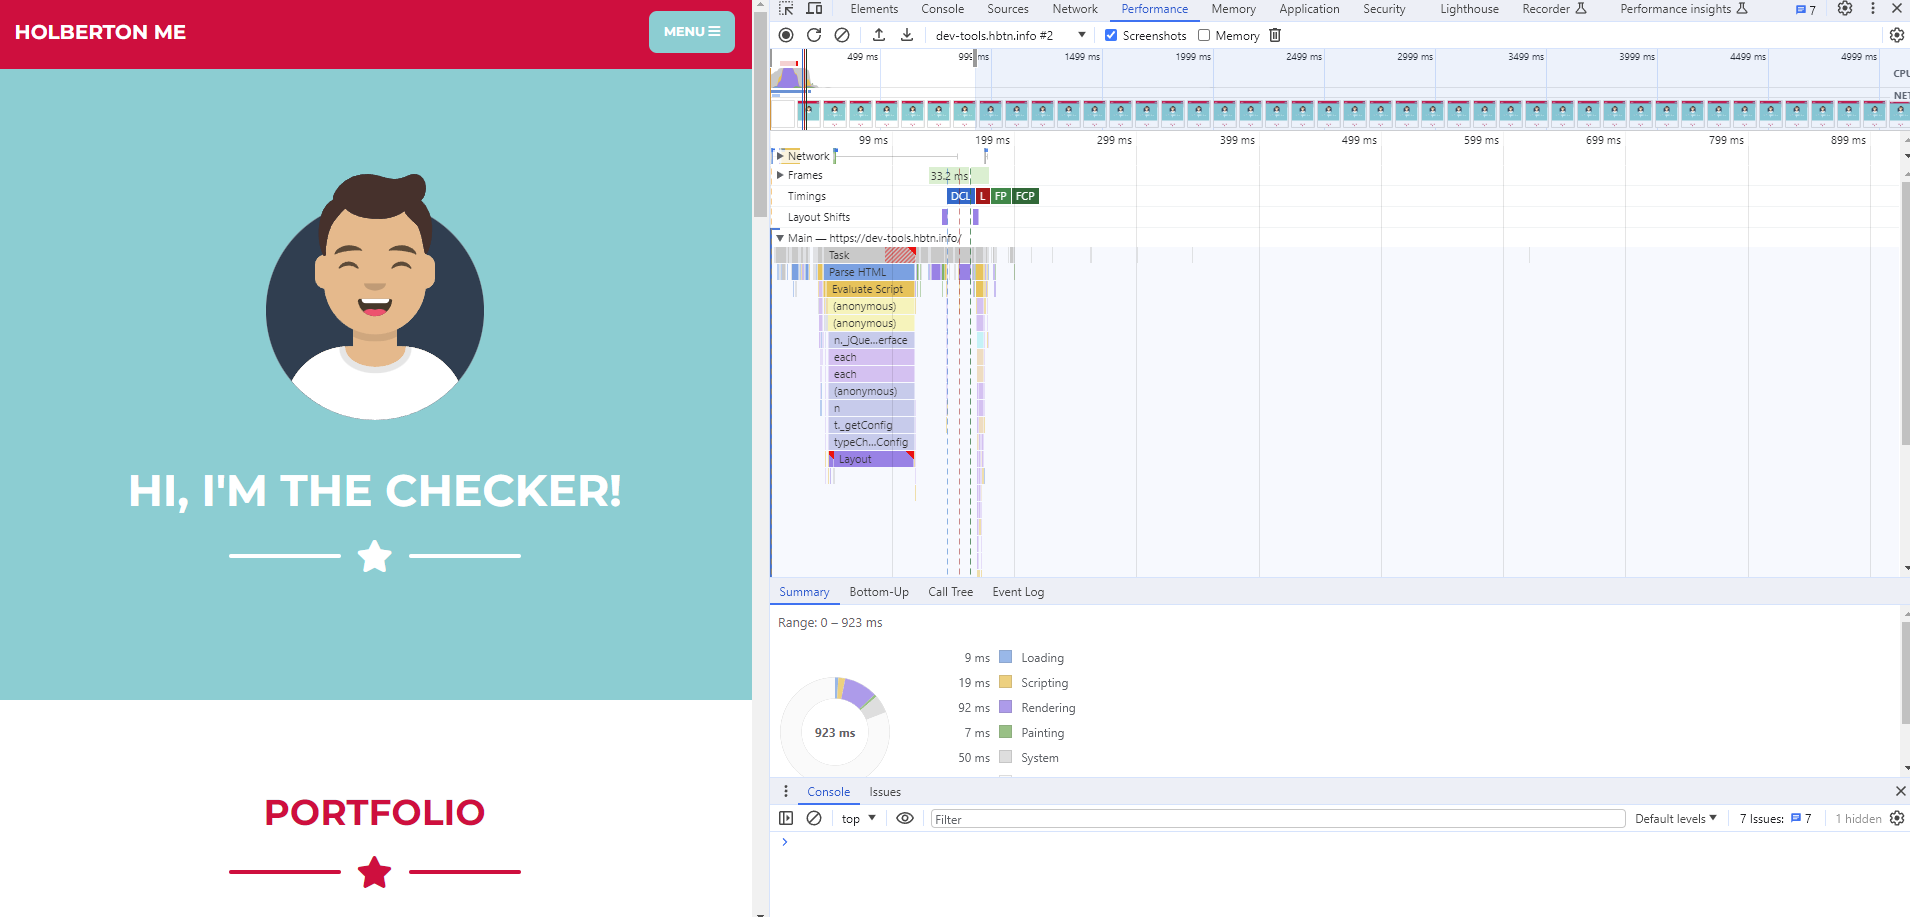 HOLBERTON ME
MENU
HI, I'M THE CHECKER!
PORTFOLIO
Elements Console Sources Network Performance Memory Application Security Lighthouse Recorder Performance insights 7
dev-tools.hbtn.info #2 Screenshots Memory
499 ms 999 ms 1499 ms 1999 ms 2499 ms 2999 ms 3499 ms 3999 ms 4499 ms 4999 ms
CPU
NET
99 ms 199 ms 299 ms 399 ms 499 ms 599 ms 699 ms 799 ms 899 ms
Network
Frames 33.2 ms
Timings DCL L FP FCP
Layout Shifts
Main — https://dev-tools.hbtn.info/
Task
Parse HTML
Evaluate Script
(anonymous)
(anonymous)
n._jQue...erface
each
each
(anonymous)
n
t._getConfig
typeCh...Config
Layout
Summary Bottom-Up Call Tree Event Log
Range: 0 – 923 ms
9 ms Loading
19 ms Scripting
92 ms Rendering
7 ms Painting
50 ms System
923 ms
Console Issues
top Filter Default levels 7 Issues: 7 1 hidden